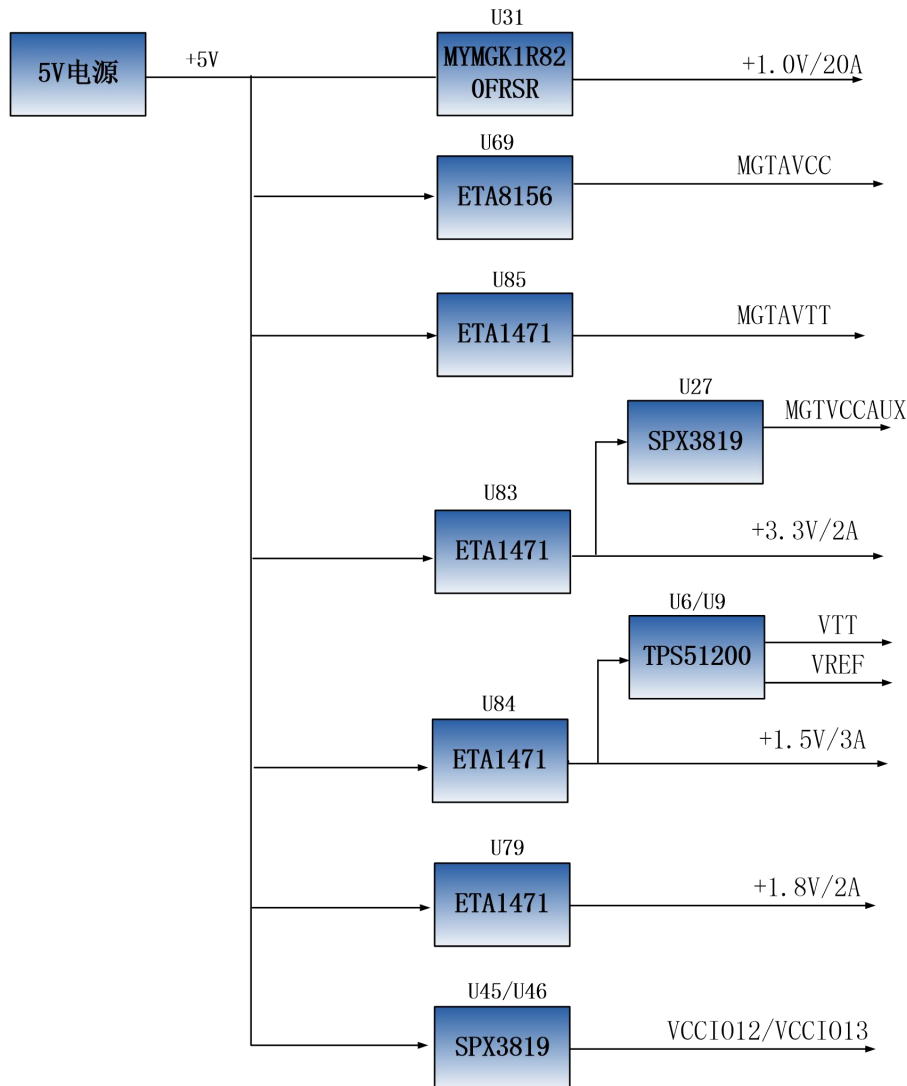 U31
5V电源
+5V
MYMGK1R82
0FRSR
+1.0V/20A
U69
ETA8156
MGTAVCC
U85
ETA1471
MGTAVTT
U27
SPX3819
MGTVCCAUX
U83
ETA1471
+3.3V/2A
U6/U9
TPS51200
VTT
VREF
U84
ETA1471
+1.5V/3A
U79
ETA1471
+1.8V/2A
U45/U46
SPX3819
VCCIO12/VCCIO13